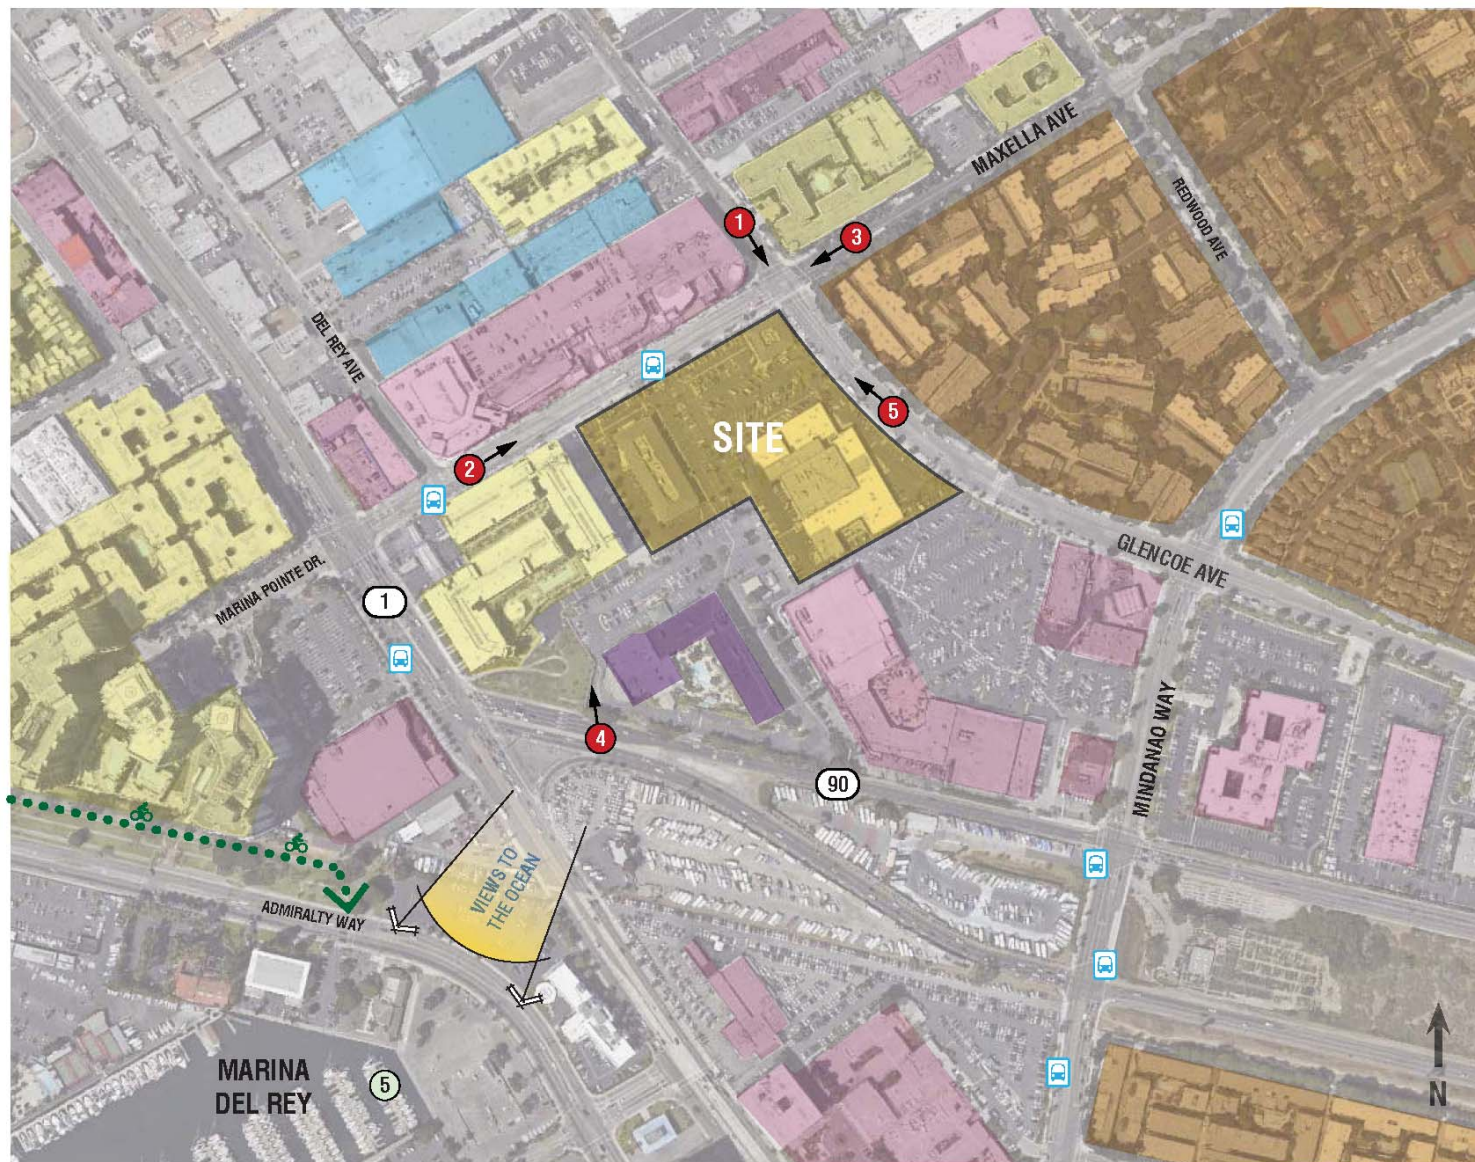 MAXELLA AVE
REDWOOD AVE
1
3
DEL REY AVE
5
SITE
2
GLENCOE AVE
MARINA POINTE DR.
1
MINDANAO WAY
4
90
VIEWS TO
THE OCEAN
ADMIRALTY WAY
MARINA
DEL REY
5
N